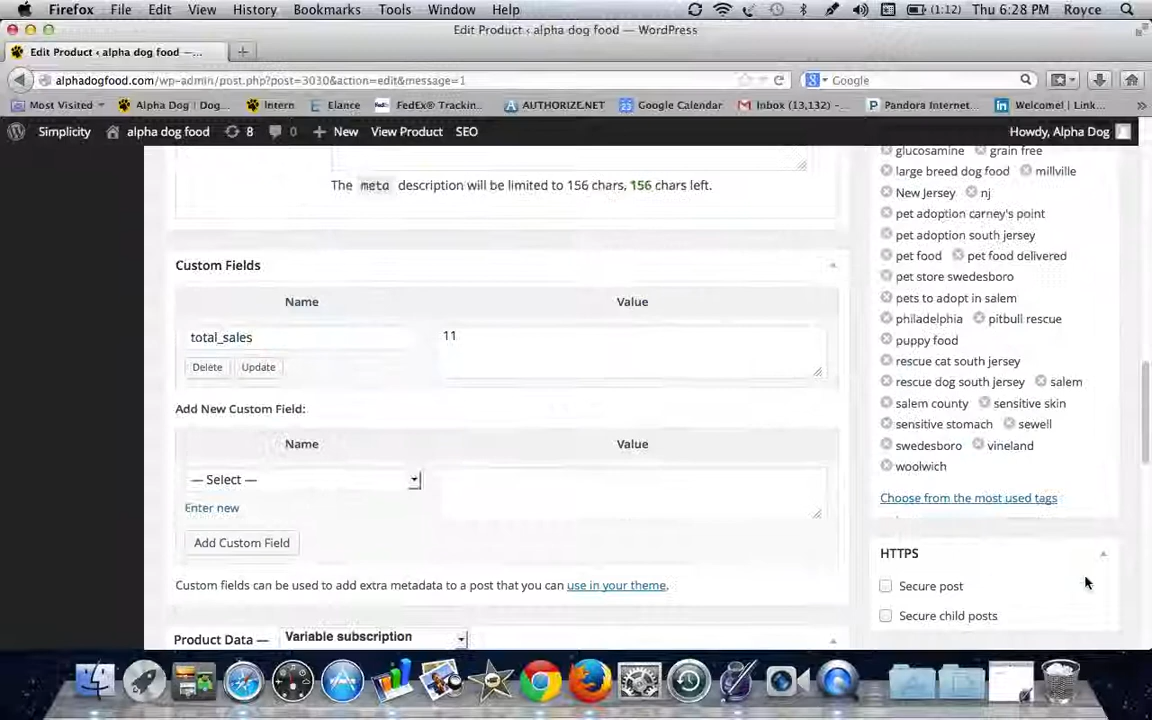 Firefox File Edit View History Bookmarks Tools Window Help (1:12) Thu 6:28 PM Royce
Edit Product ‹ alpha dog food — WordPress
Edit Product ‹ alpha dog food —...
alphadogfood.com/wp-admin/post.php?post=3030&action=edit&message=1 Google
Most Visited Alpha Dog | Dog... Intern Elance FedEx® Trackin... AUTHORIZE.NET Google Calendar Inbox (13,132) -... Pandora Internet... Welcome! | Link... »
Simplicity alpha dog food 8 0 + New View Product SEO Howdy, Alpha Dog
The meta description will be limited to 156 chars, 156 chars left.
Custom Fields
Name Value
total_sales 11
Delete Update
Add New Custom Field:
Name Value
— Select —
Enter new
Add Custom Field
Custom fields can be used to add extra metadata to a post that you can use in your theme.
Product Data — Variable subscription
glucosamine grain free
large breed dog food millville
New Jersey nj
pet adoption carney's point
pet adoption south jersey
pet food pet food delivered
pet store swedesboro
pets to adopt in salem
philadelphia pitbull rescue
puppy food
rescue cat south jersey
rescue dog south jersey salem
salem county sensitive skin
sensitive stomach sewell
swedesboro vineland
woolwich
Choose from the most used tags
HTTPS
Secure post
Secure child posts